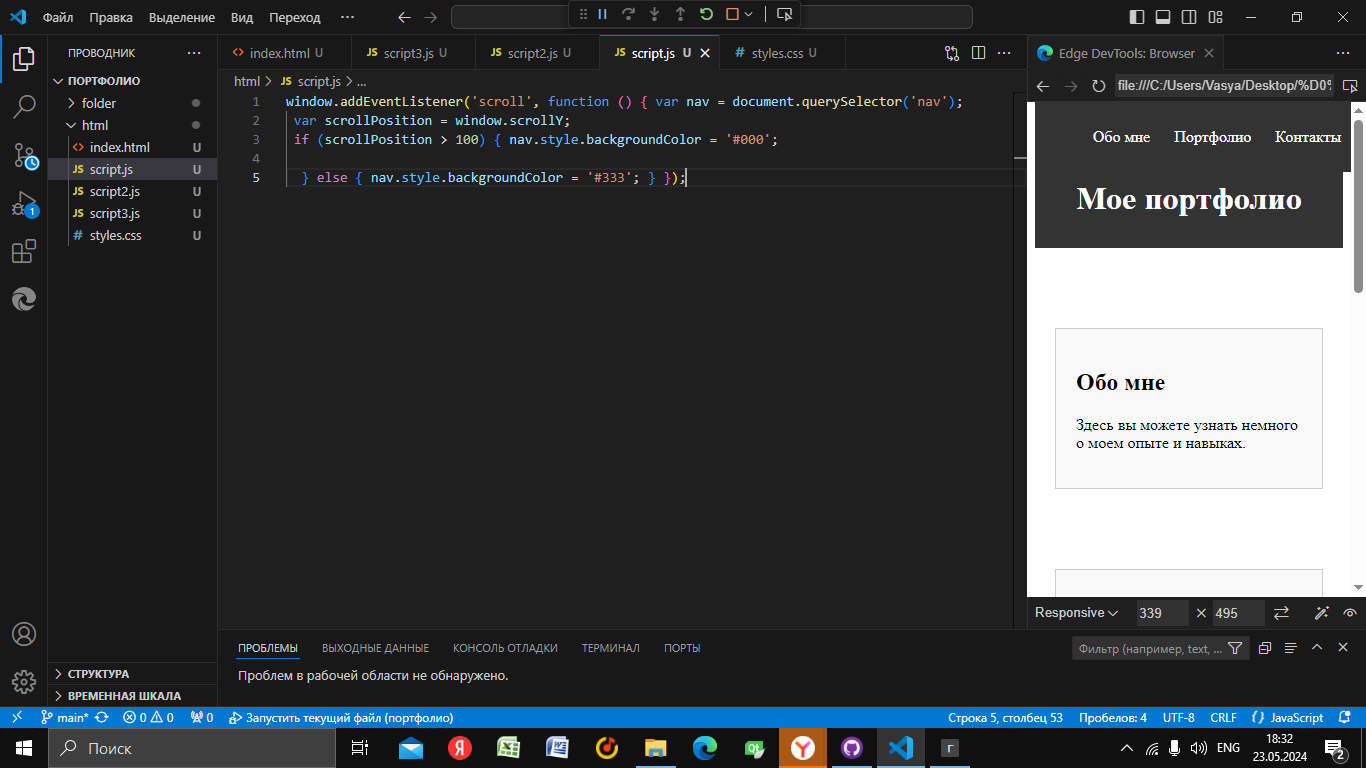 Файл Правка Выделение Вид Переход ···
ПРОВОДНИК ···
ПОРТФОЛИО
folder
html
index.html U
script.js U
script2.js U
script3.js U
styles.css U
СТРУКТУРА
ВРЕМЕННАЯ ШКАЛА
index.html U script3.js U script2.js U script.js U styles.css U ···
html > script.js > ...
1 window.addEventListener('scroll', function () { var nav = document.querySelector('nav');
2 var scrollPosition = window.scrollY;
3 if (scrollPosition > 100) { nav.style.backgroundColor = '#000';
4
5 } else { nav.style.backgroundColor = '#333'; } });
Edge DevTools: Browser ···
file:///C:/Users/Vasya/Desktop/%D0%
Обо мне Портфолио Контакты
Мое портфолио
Обо мне
Здесь вы можете узнать немного
о моем опыте и навыках.
Responsive 339 495
ПРОБЛЕМЫ ВЫХОДНЫЕ ДАННЫЕ КОНСОЛЬ ОТЛАДКИ ТЕРМИНАЛ ПОРТЫ
Фильтр (например, text, ...
Проблем в рабочей области не обнаружено.
main* 0 0 0 Запустить текущий файл (портфолио) Строка 5, столбец 53 Пробелов: 4 UTF-8 CRLF JavaScript
Поиск
ENG
18:32
23.05.2024
2